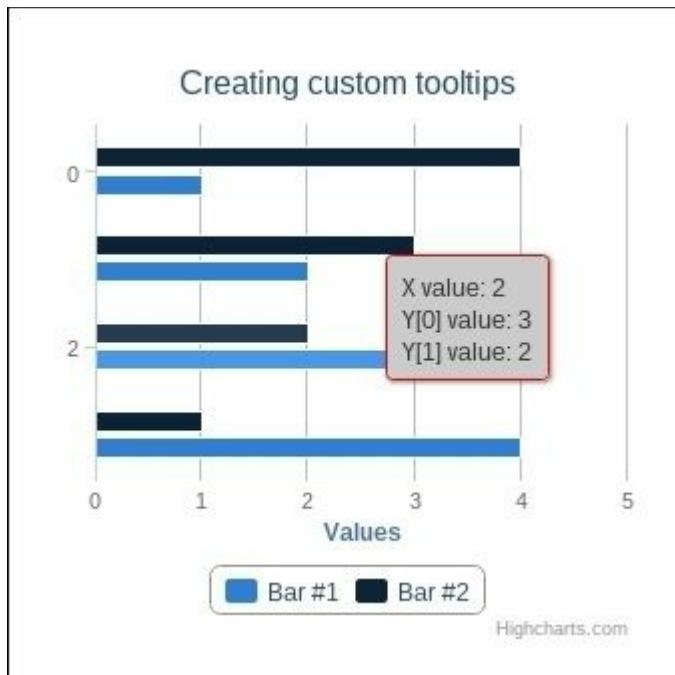 Creating custom tooltips
0
2
X value: 2
Y[0] value: 3
Y[1] value: 2
0 1 2 3 4 5
Values
Bar #1 Bar #2
Highcharts.com